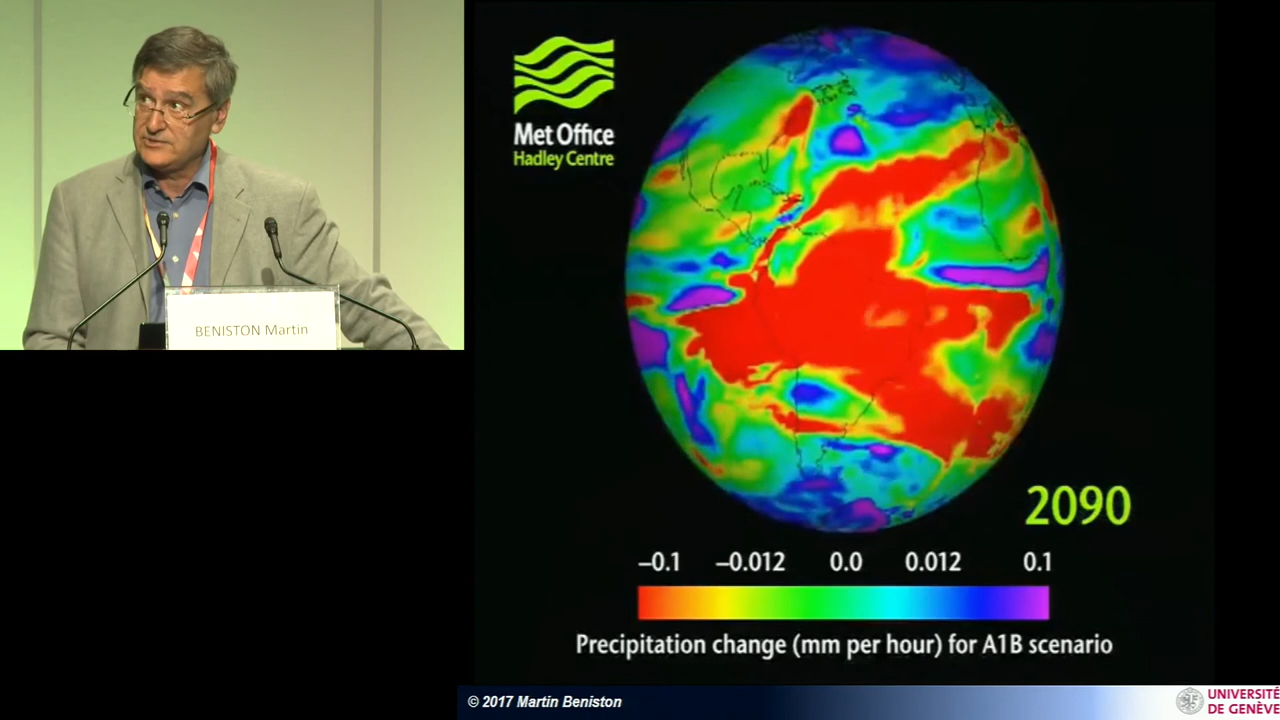 BENISTON Martin
Met Office
Hadley Centre
2090
–0.1 –0.012 0.0 0.012 0.1
Precipitation change (mm per hour) for A1B scenario
© 2017 Martin Beniston
UNIVERSITÉ
DE GENÈVE